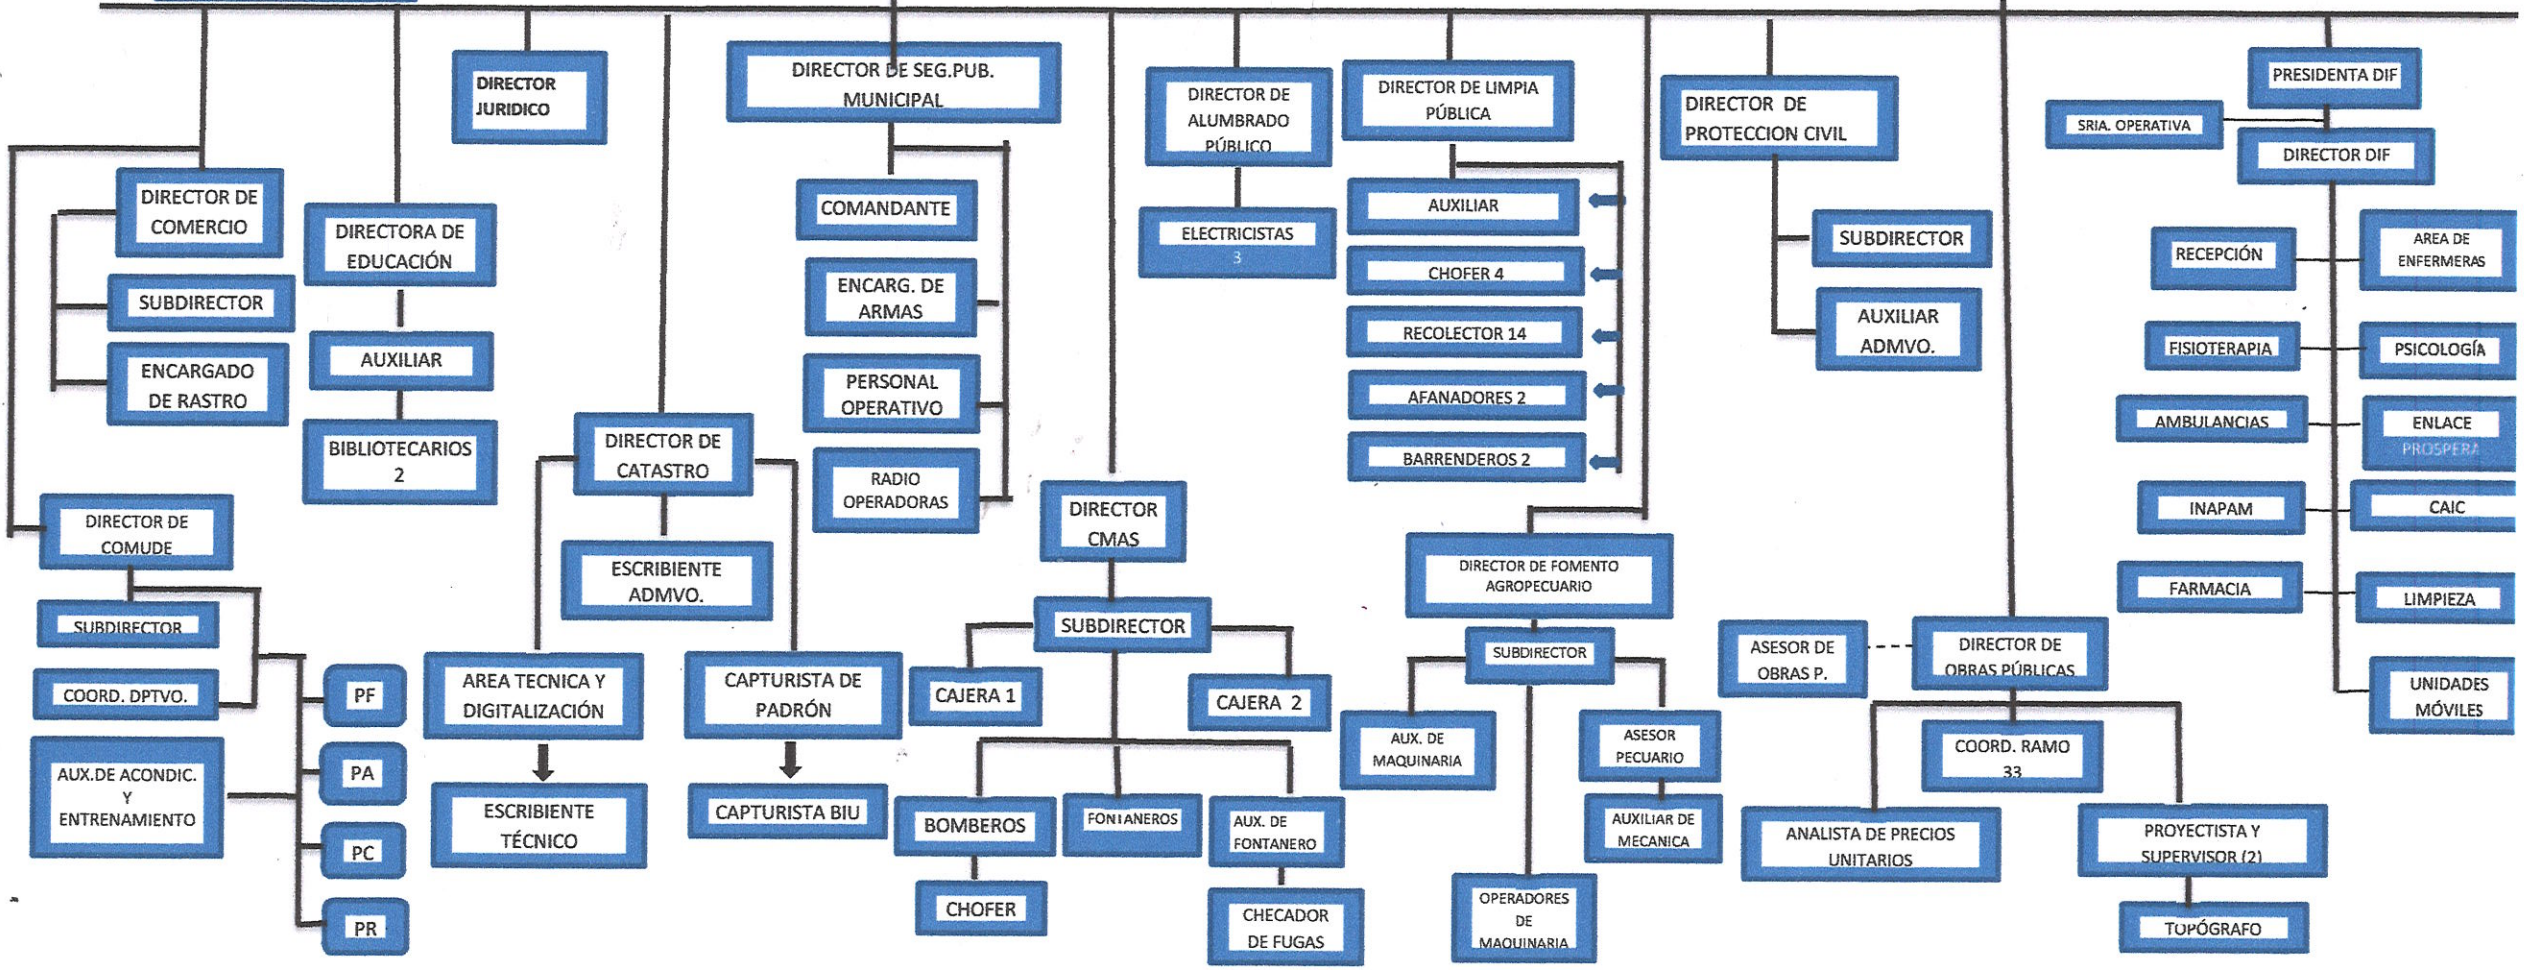 DIRECTOR
JURIDICO
DIRECTOR DE SEG.PUB.
MUNICIPAL
DIRECTOR DE
ALUMBRADO
PÚBLICO
DIRECTOR DE LIMPIA
PÚBLICA
DIRECTOR DE
PROTECCION CIVIL
PRESIDENTA DIF
SRIA. OPERATIVA
DIRECTOR DIF
DIRECTOR DE
COMERCIO
SUBDIRECTOR
ENCARGADO
DE RASTRO
DIRECTORA DE
EDUCACIÓN
AUXILIAR
BIBLIOTECARIOS
2
COMANDANTE
ENCARG. DE
ARMAS
PERSONAL
OPERATIVO
RADIO
OPERADORAS
ELECTRICISTAS
3
AUXILIAR
CHOFER 4
RECOLECTOR 14
AFANADORES 2
BARRENDEROS 2
SUBDIRECTOR
AUXILIAR
ADMVO.
RECEPCIÓN
AREA DE
ENFERMERAS
FISIOTERAPIA
PSICOLOGÍA
AMBULANCIAS
ENLACE
PROSPERA
INAPAM
CAIC
FARMACIA
LIMPIEZA
UNIDADES
MÓVILES
DIRECTOR DE
COMUDE
SUBDIRECTOR
COORD. DPTVO.
AUX.DE ACONDIC.
Y
ENTRENAMIENTO
PF
PA
PC
PR
DIRECTOR DE
CATASTRO
ESCRIBIENTE
ADMVO.
AREA TECNICA Y
DIGITALIZACIÓN
ESCRIBIENTE
TÉCNICO
CAPTURISTA DE
PADRÓN
CAPTURISTA BIU
DIRECTOR
CMAS
SUBDIRECTOR
CAJERA 1
CAJERA 2
BOMBEROS
CHOFER
FONTANEROS
AUX. DE
FONTANERO
CHECADOR
DE FUGAS
DIRECTOR DE FOMENTO
AGROPECUARIO
SUBDIRECTOR
AUX. DE
MAQUINARIA
ASESOR
PECUARIO
AUXILIAR DE
MECANICA
OPERADORES
DE
MAQUINARIA
ASESOR DE
OBRAS P.
DIRECTOR DE
OBRAS PÚBLICAS
COORD. RAMO
33
ANALISTA DE PRECIOS
UNITARIOS
PROYECTISTA Y
SUPERVISOR (2)
TOPÓGRAFO